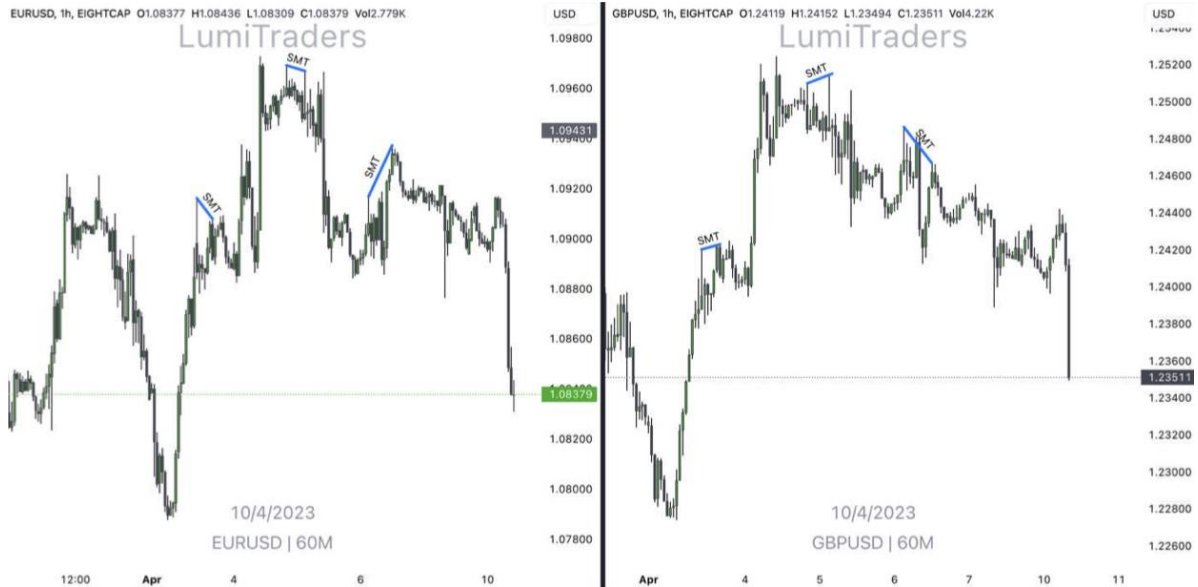 EURUSD, 1h, EIGHTCAP O1.08377 H1.08436 L1.08309 C1.08379 Vol2.779K
USD
LumiTraders
1.09800
SMT
1.09600
1.09431
1.09400
SMT
1.09200
SMT
1.09000
1.08800
1.08600
1.08379
1.08200
1.08000
10/4/2023
EURUSD | 60M
1.07800
12:00 Apr 4 6 10
GBPUSD, 1h, EIGHTCAP O1.24119 H1.24152 L1.23494 C1.23511 Vol4.22K
USD
LumiTraders
1.25200
SMT
1.25000
1.24800
SMT
1.24600
1.24400
SMT
1.24200
1.24000
1.23800
1.23600
1.23511
1.23400
1.23200
1.23000
10/4/2023
1.22800
GBPUSD | 60M
1.22600
Apr 4 5 6 7 10 11